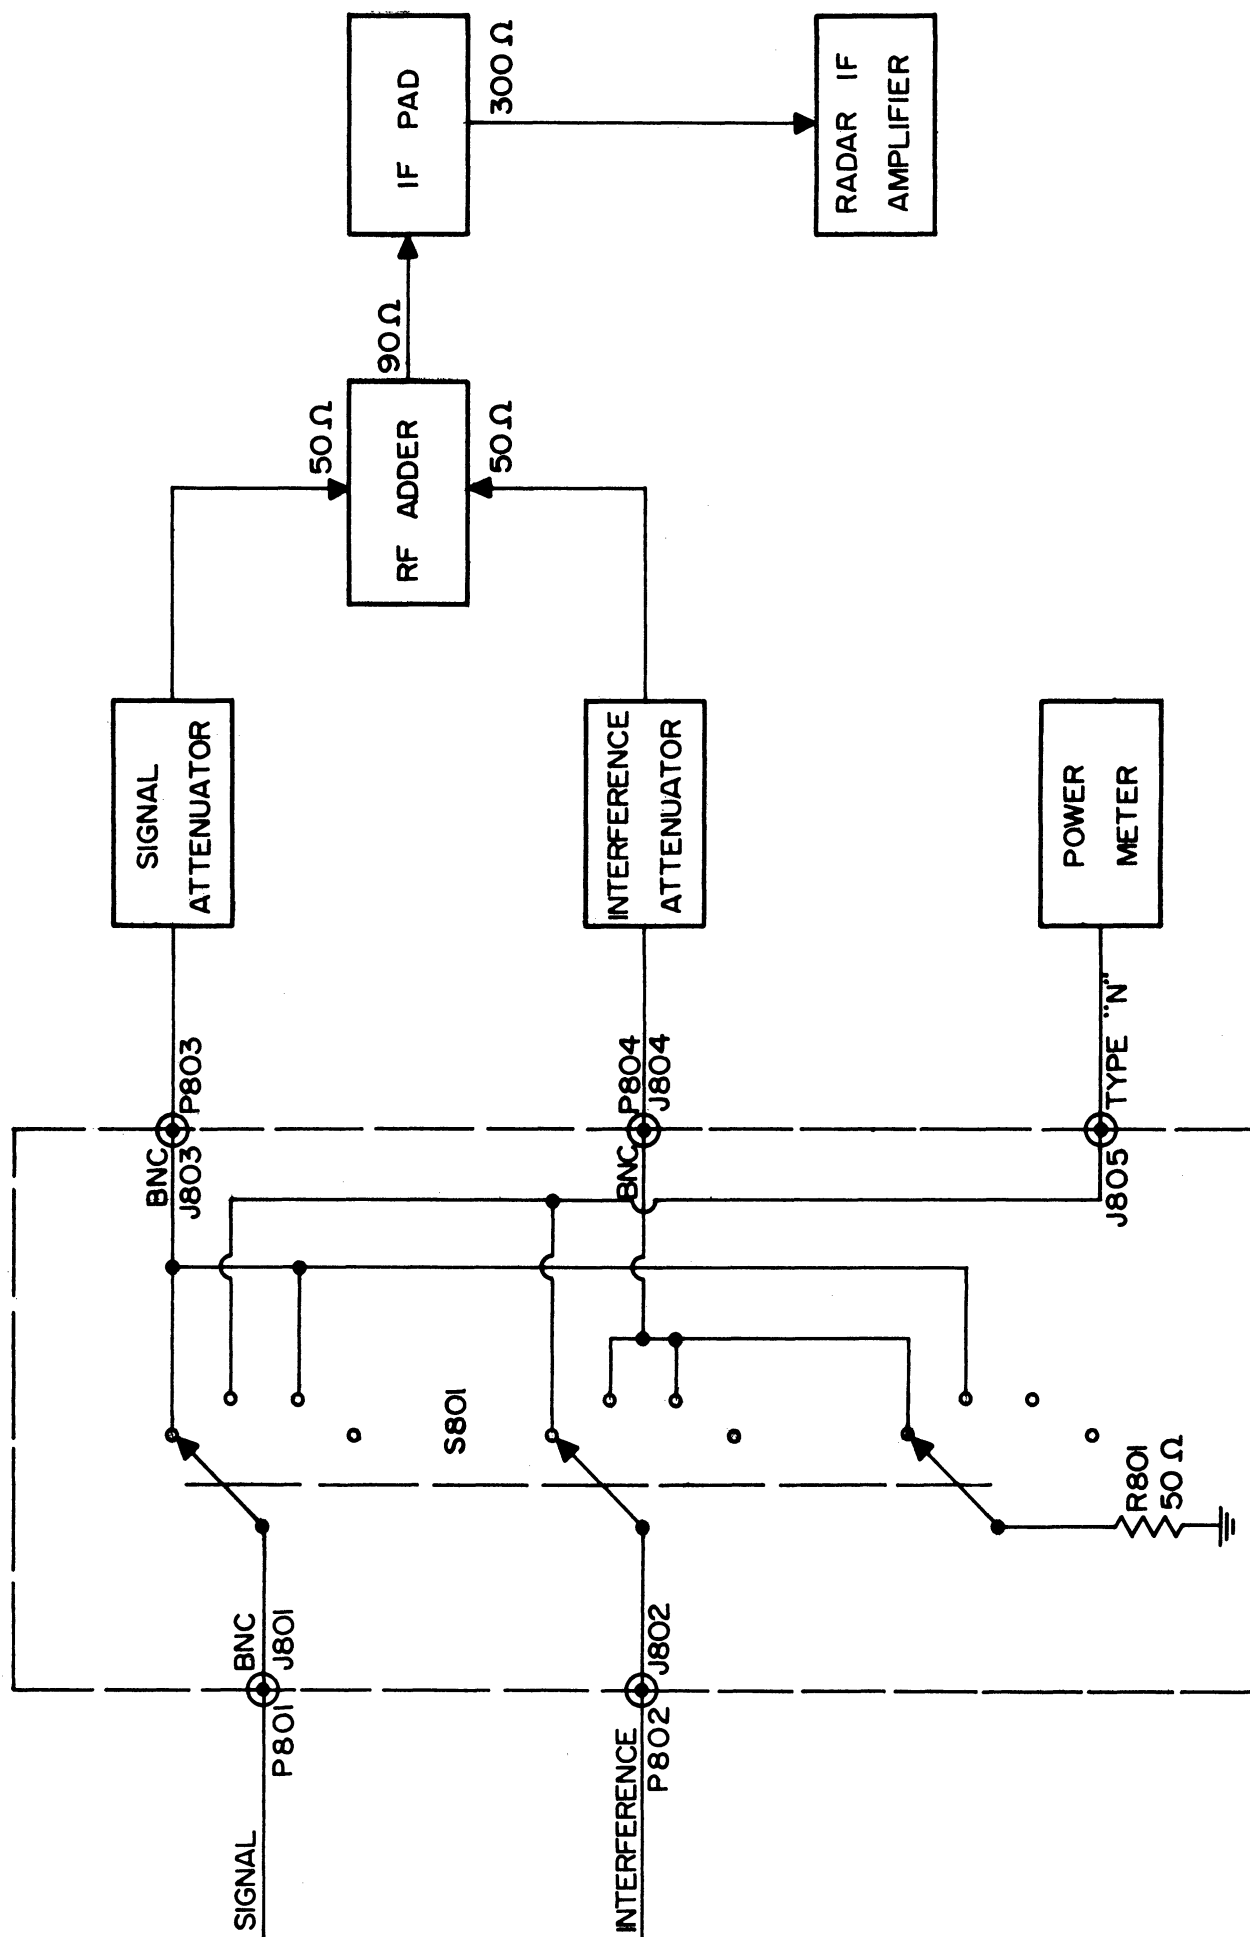 SIGNAL
P801
BNC
J801
INTERFERENCE
P802
J802
S801
R801
50 Ω
BNC
J803
P803
BNC
P804
J804
J805
TYPE "N"
SIGNAL
ATTENUATOR
INTERFERENCE
ATTENUATOR
POWER
METER
50 Ω
RF ADDER
50 Ω
90 Ω
IF PAD
300 Ω
RADAR IF
AMPLIFIER